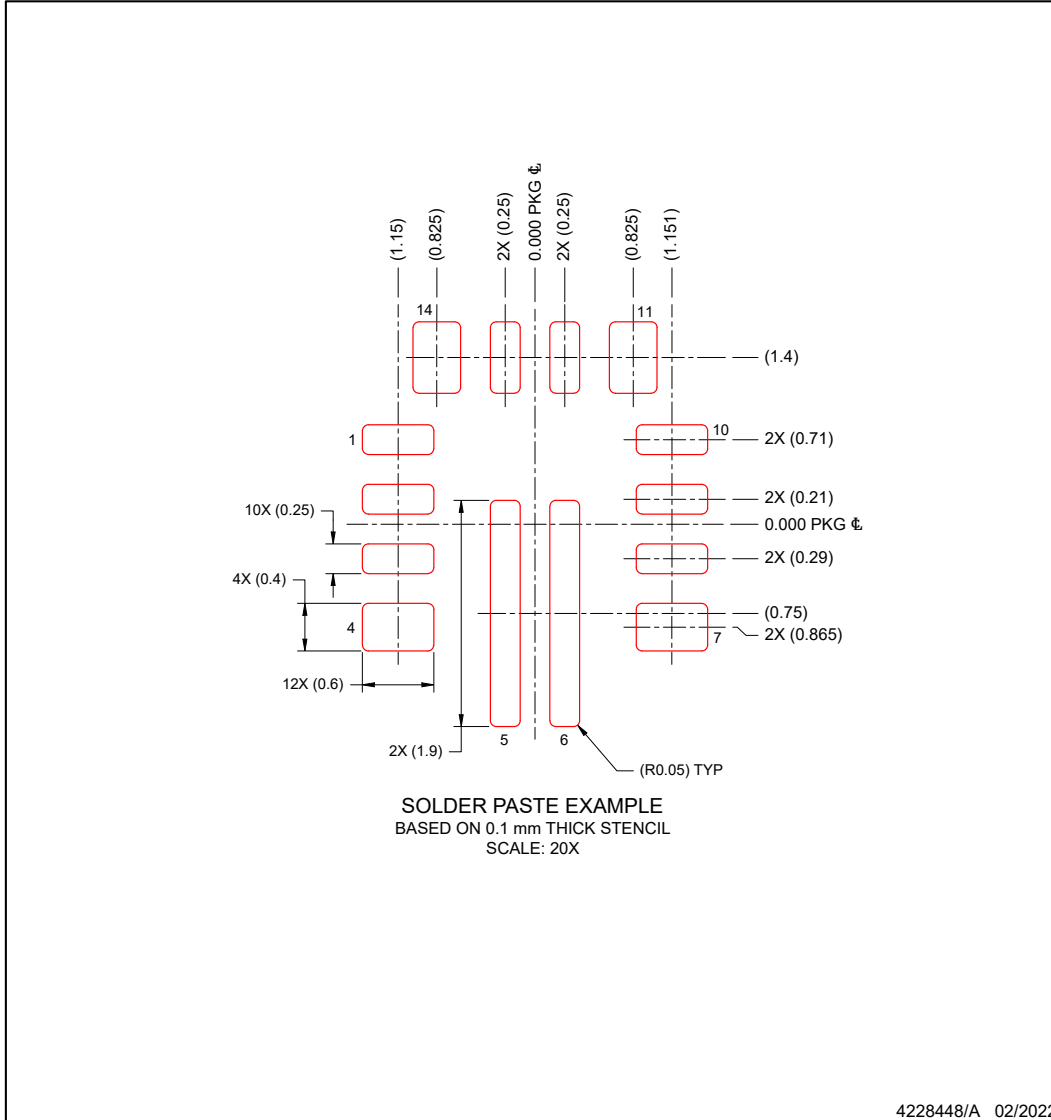 (1.15)
(0.825)
2X (0.25)
0.000 PKG ℄
2X (0.25)
(0.825)
(1.151)
14
11
(1.4)
1
10
2X (0.71)
2X (0.21)
10X (0.25)
0.000 PKG ℄
2X (0.29)
4X (0.4)
(0.75)
4
7
2X (0.865)
12X (0.6)
5
6
2X (1.9)
(R0.05) TYP
SOLDER PASTE EXAMPLE
BASED ON 0.1 mm THICK STENCIL
SCALE: 20X
4228448/A 02/2022